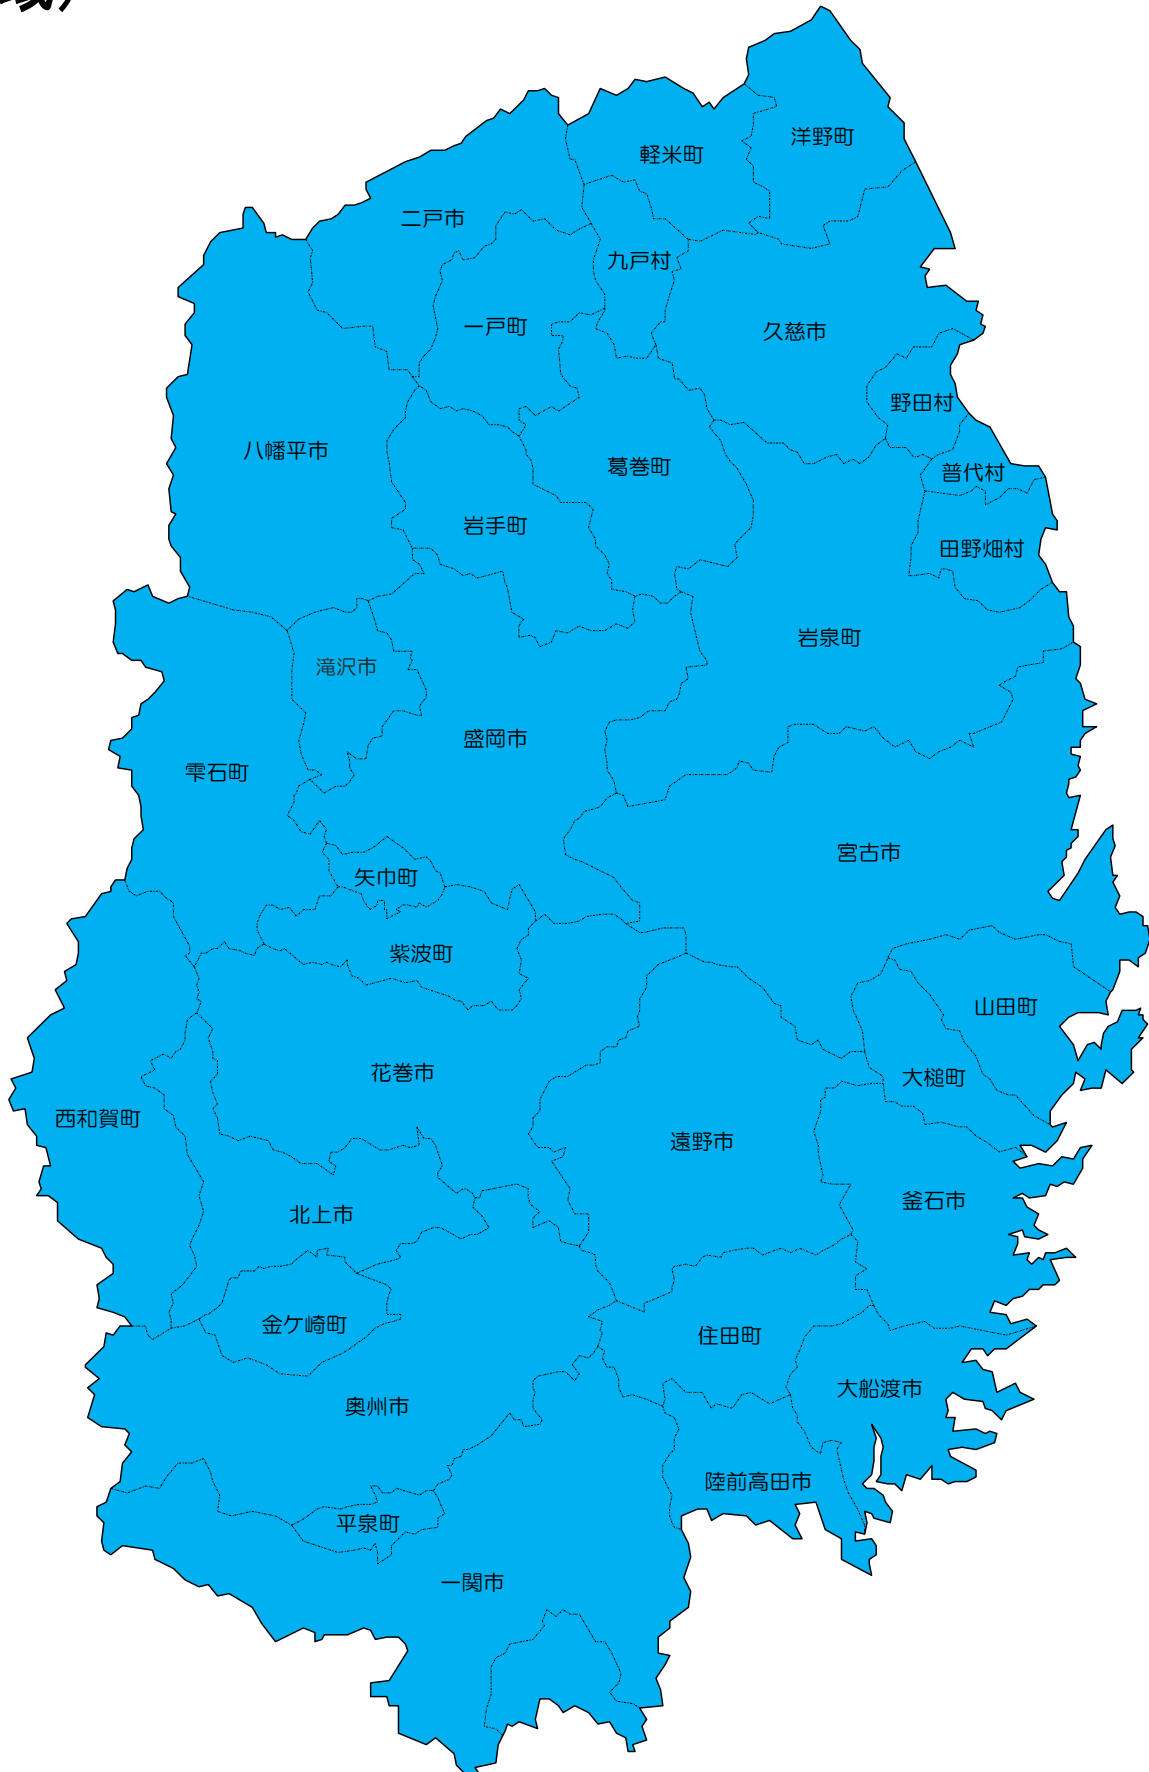 洋野町
軽米町
二戸市
九戸村
一戸町
久慈市
野田村
八幡平市
葛巻町
普代村
岩手町
田野畑村
岩泉町
滝沢市
盛岡市
雫石町
宮古市
矢巾町
紫波町
山田町
花巻市
大槌町
西和賀町
遠野市
釜石市
北上市
金ケ崎町
住田町
大船渡市
奥州市
陸前高田市
平泉町
一関市